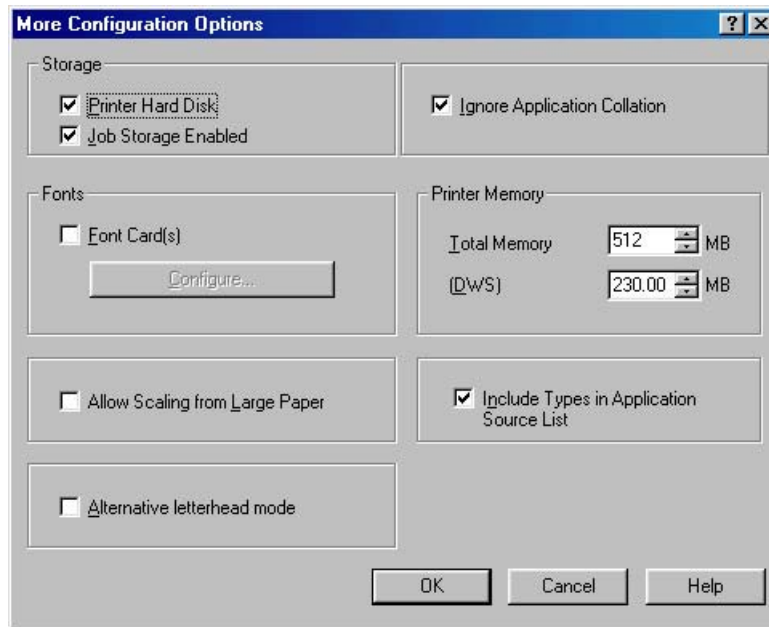 More Configuration Options
Storage
Printer Hard Disk
Job Storage Enabled
Ignore Application Collation
Fonts
Font Card(s)
Configure...
Printer Memory
Total Memory 512 MB
(DWS) 230.00 MB
Allow Scaling from Large Paper
Include Types in Application
Source List
Alternative letterhead mode
OK Cancel Help